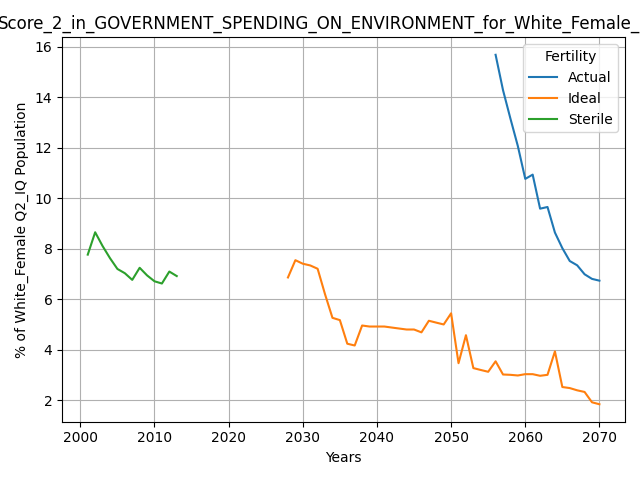 Score_2_in_GOVERNMENT_SPENDING_ON_ENVIRONMENT_for_White_Female_
Fertility
Actual
Ideal
Sterile
% of White_Female Q2_IQ Population
16
14
12
10
8
6
4
2
2000 2010 2020 2030 2040 2050 2060 2070
Years